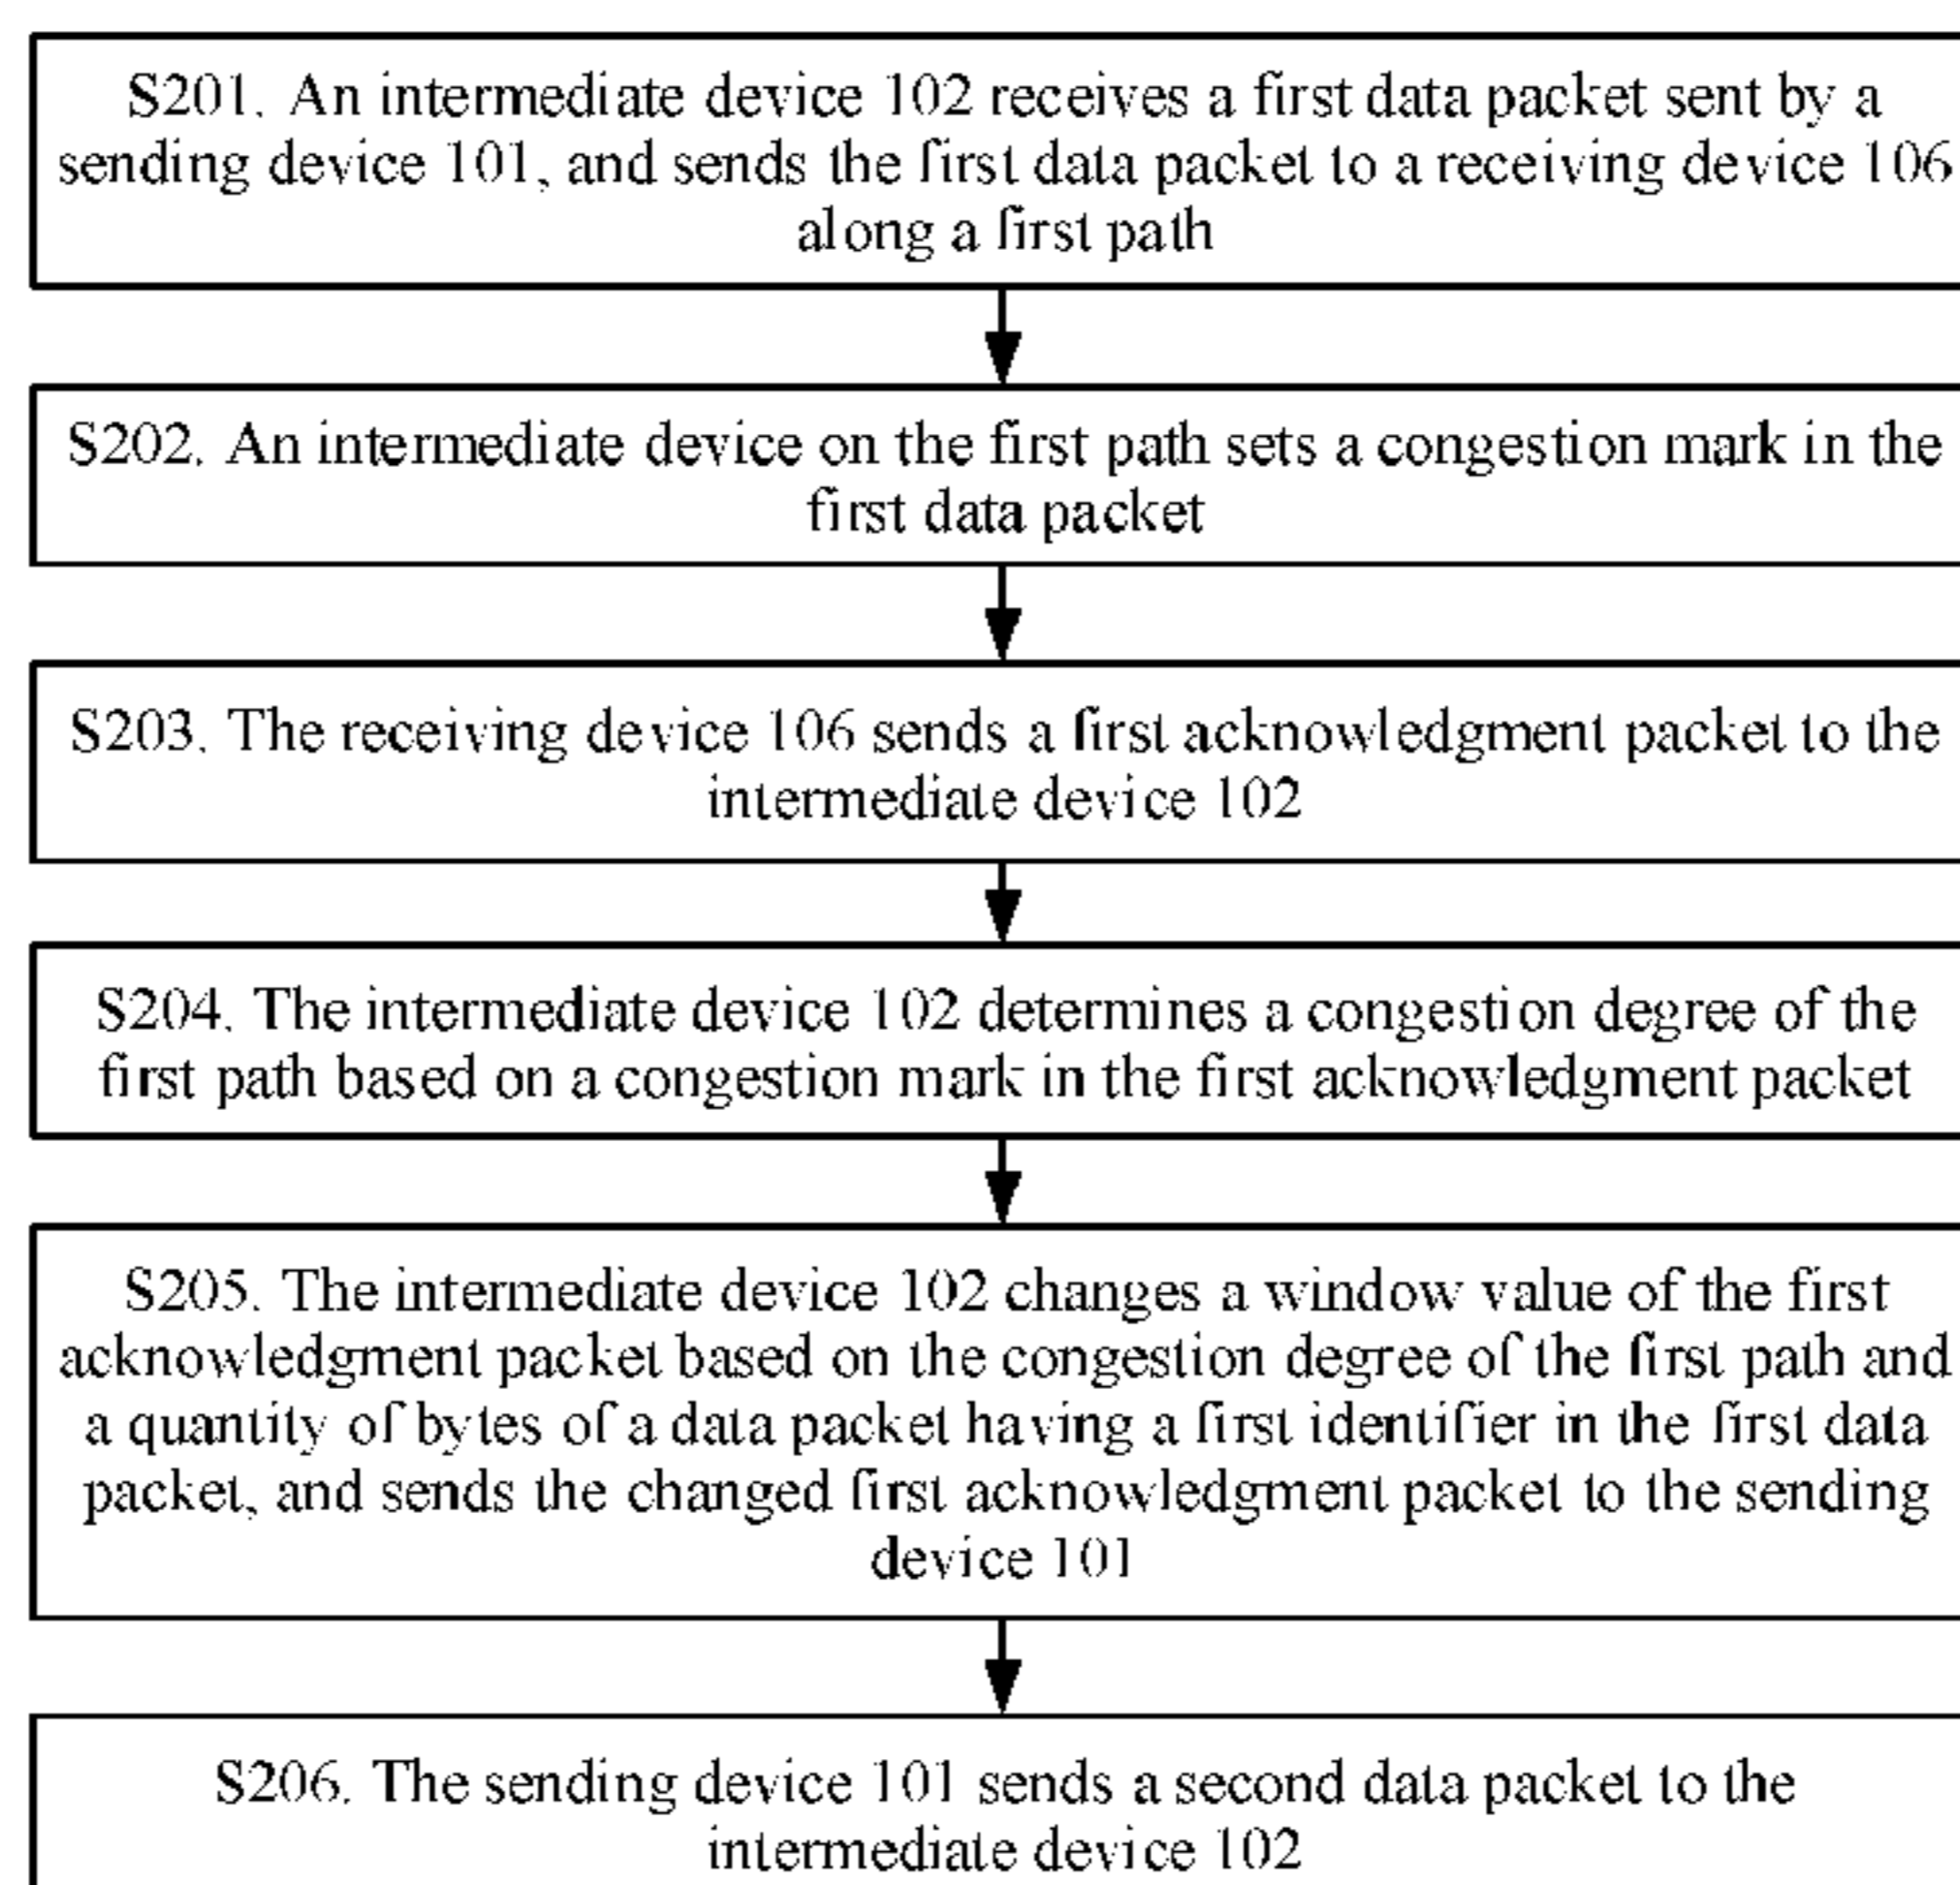 S201. An intermediate device 102 receives a first data packet sent by a
sending device 101, and sends the first data packet to a receiving device 106
along a first path
S202. An intermediate device on the first path sets a congestion mark in the
first data packet
S203. The receiving device 106 sends a first acknowledgment packet to the
intermediate device 102
S204. The intermediate device 102 determines a congestion degree of the
first path based on a congestion mark in the first acknowledgment packet
S205. The intermediate device 102 changes a window value of the first
acknowledgment packet based on the congestion degree of the first path and
a quantity of bytes of a data packet having a first identifier in the first data
packet, and sends the changed first acknowledgment packet to the sending
device 101
S206. The sending device 101 sends a second data packet to the
intermediate device 102